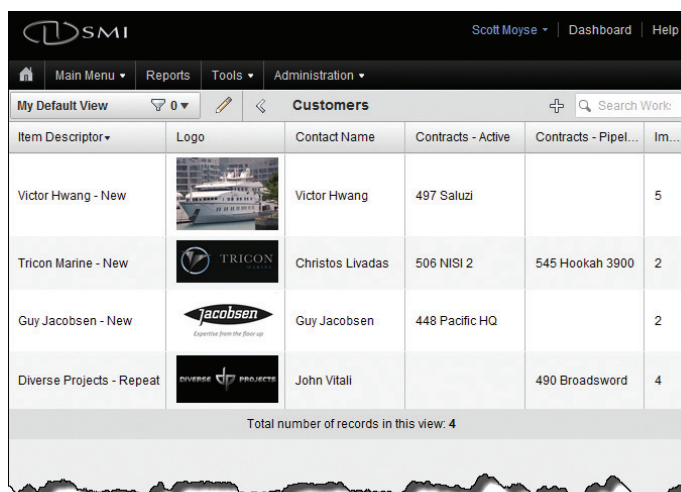 SMI
Scott Moyse Dashboard Help
Main Menu Reports Tools Administration
My Default View 0 Customers Search Work:
Item Descriptor Logo Contact Name Contracts - Active Contracts - Pipel... Im...
Victor Hwang - New Victor Hwang 497 Saluzi 5
Tricon Marine - New TRICON MARINE Christos Livadas 506 NISI 2 545 Hookah 3900 2
Guy Jacobsen - New jacobsen Guy Jacobsen 448 Pacific HQ 2
Expertise from the floor up
Diverse Projects - Repeat DIVERSE dp PROJECTS John Vitali 490 Broadsword 4
Total number of records in this view: 4